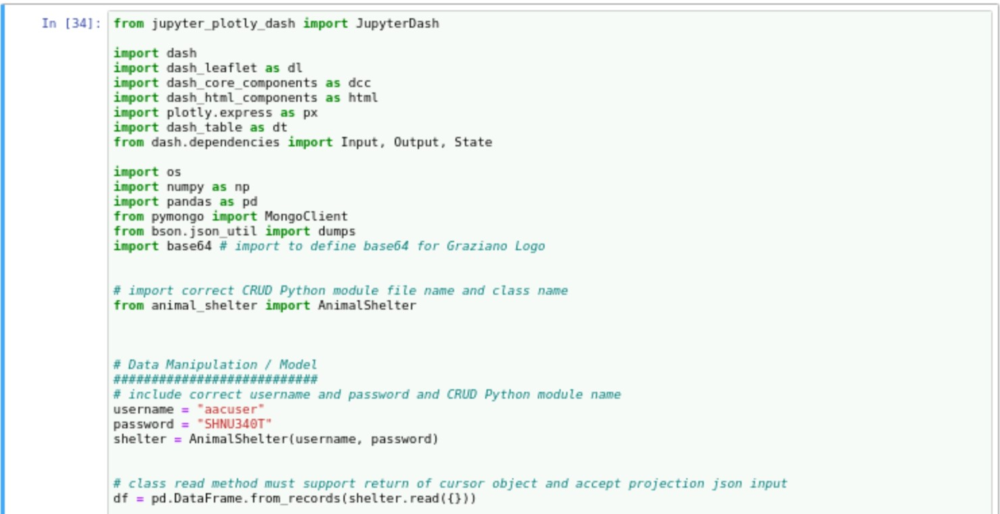 In [34]: from jupyter_plotly_dash import JupyterDash
import dash
import dash_leaflet as dl
import dash_core_components as dcc
import dash_html_components as html
import plotly.express as px
import dash_table as dt
from dash.dependencies import Input, Output, State
import os
import numpy as np
import pandas as pd
from pymongo import MongoClient
from bson.json_util import dumps
import base64 # import to define base64 for Graziano Logo
# import correct CRUD Python module file name and class name
from animal_shelter import AnimalShelter
# Data Manipulation / Model
###########################
# include correct username and password and CRUD Python module name
username = "aacuser"
password = "SHNU340T"
shelter = AnimalShelter(username, password)
# class read method must support return of cursor object and accept projection json input
df = pd.DataFrame.from_records(shelter.read({}))